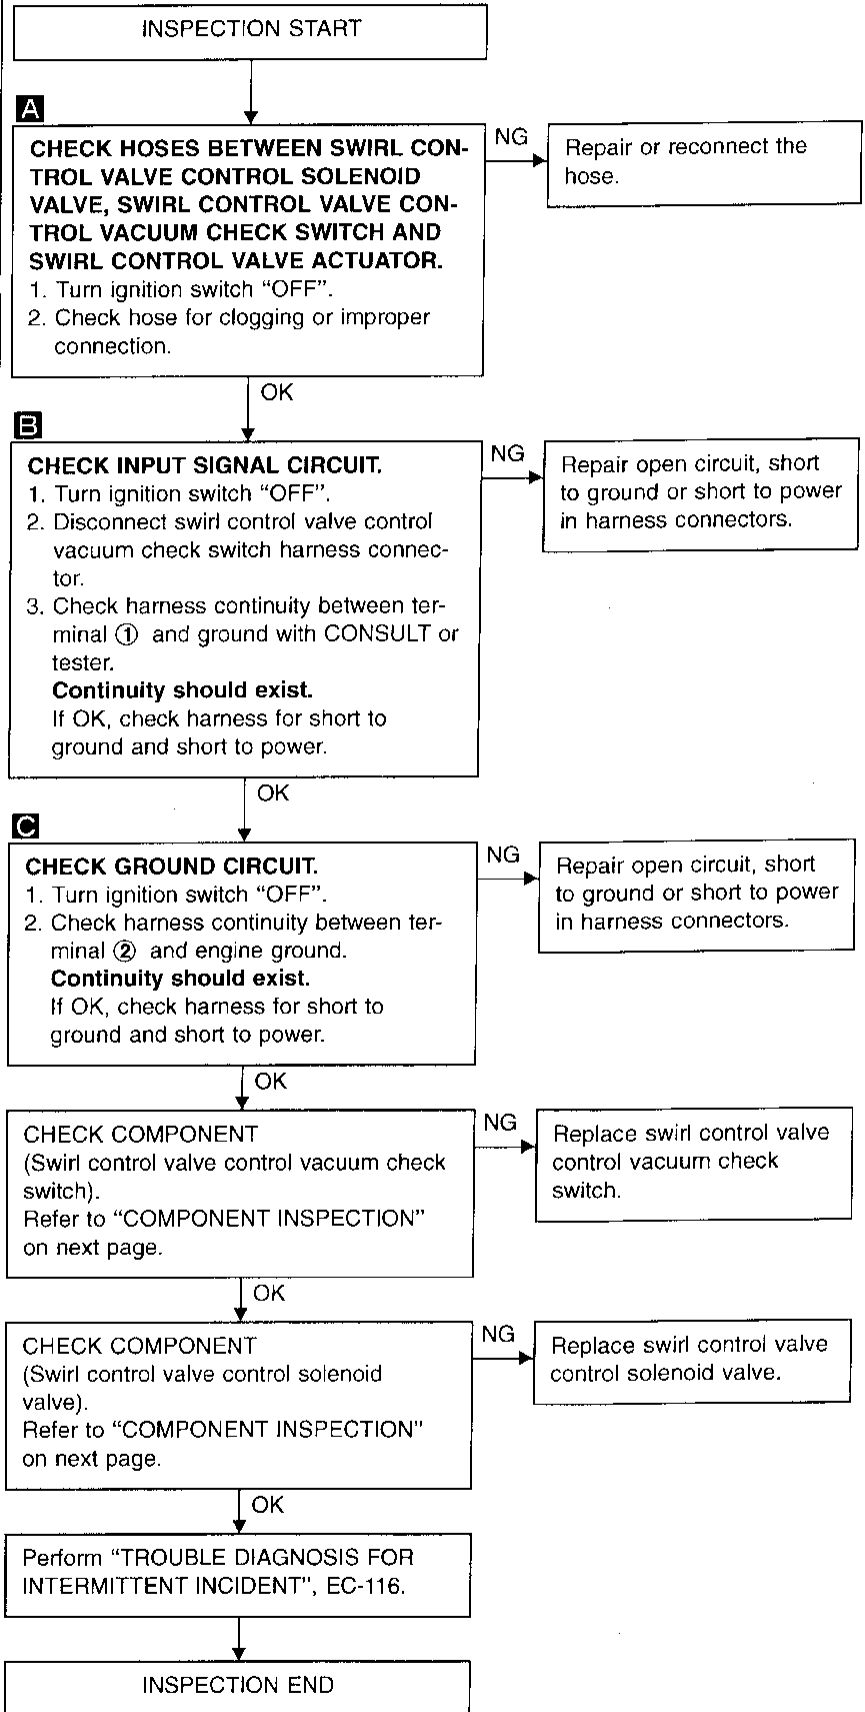 INSPECTION START
A
CHECK HOSES BETWEEN SWIRL CON-
TROL VALVE CONTROL SOLENOID
VALVE, SWIRL CONTROL VALVE CON-
TROL VACUUM CHECK SWITCH AND
SWIRL CONTROL VALVE ACTUATOR.
1. Turn ignition switch “OFF”.
2. Check hose for clogging or improper
connection.
NG
Repair or reconnect the
hose.
OK
B
CHECK INPUT SIGNAL CIRCUIT.
1. Turn ignition switch “OFF”.
2. Disconnect swirl control valve control
vacuum check switch harness connec-
tor.
3. Check harness continuity between ter-
minal ① and ground with CONSULT or
tester.
Continuity should exist.
If OK, check harness for short to
ground and short to power.
NG
Repair open circuit, short
to ground or short to power
in harness connectors.
OK
C
CHECK GROUND CIRCUIT.
1. Turn ignition switch “OFF”.
2. Check harness continuity between ter-
minal ② and engine ground.
Continuity should exist.
If OK, check harness for short to
ground and short to power.
NG
Repair open circuit, short
to ground or short to power
in harness connectors.
OK
CHECK COMPONENT
(Swirl control valve control vacuum check
switch).
Refer to “COMPONENT INSPECTION”
on next page.
NG
Replace swirl control valve
control vacuum check
switch.
OK
CHECK COMPONENT
(Swirl control valve control solenoid
valve).
Refer to “COMPONENT INSPECTION”
on next page.
NG
Replace swirl control valve
control solenoid valve.
OK
Perform “TROUBLE DIAGNOSIS FOR
INTERMITTENT INCIDENT”, EC-116.
INSPECTION END